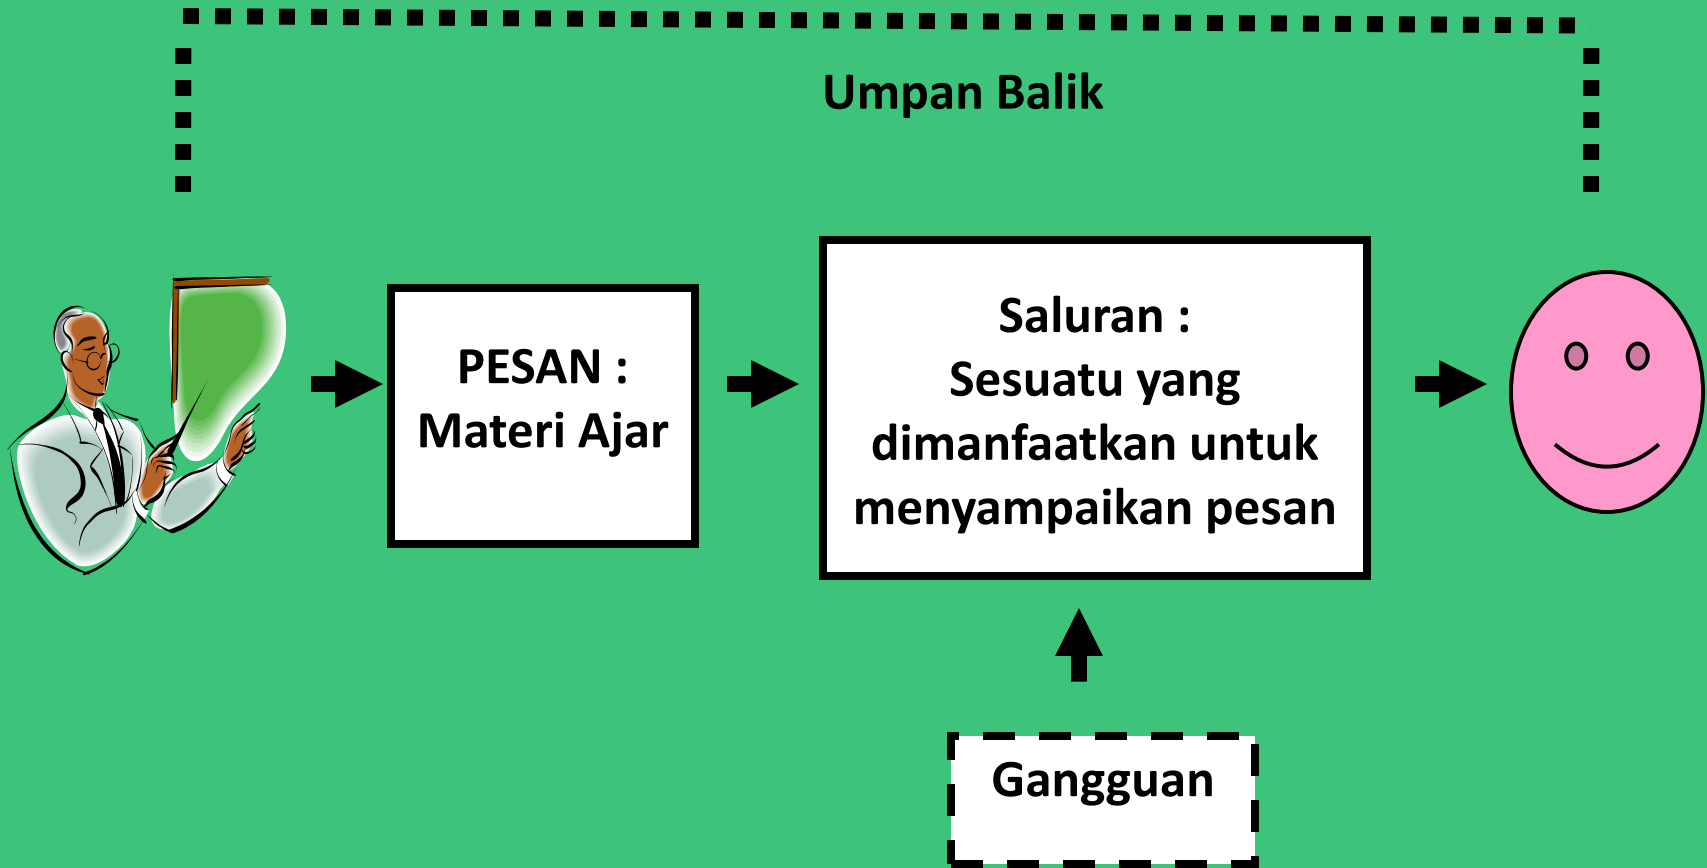 Umpan Balik
PESAN :
Materi Ajar
Saluran :
Sesuatu yang
dimanfaatkan untuk
menyampaikan pesan
Gangguan